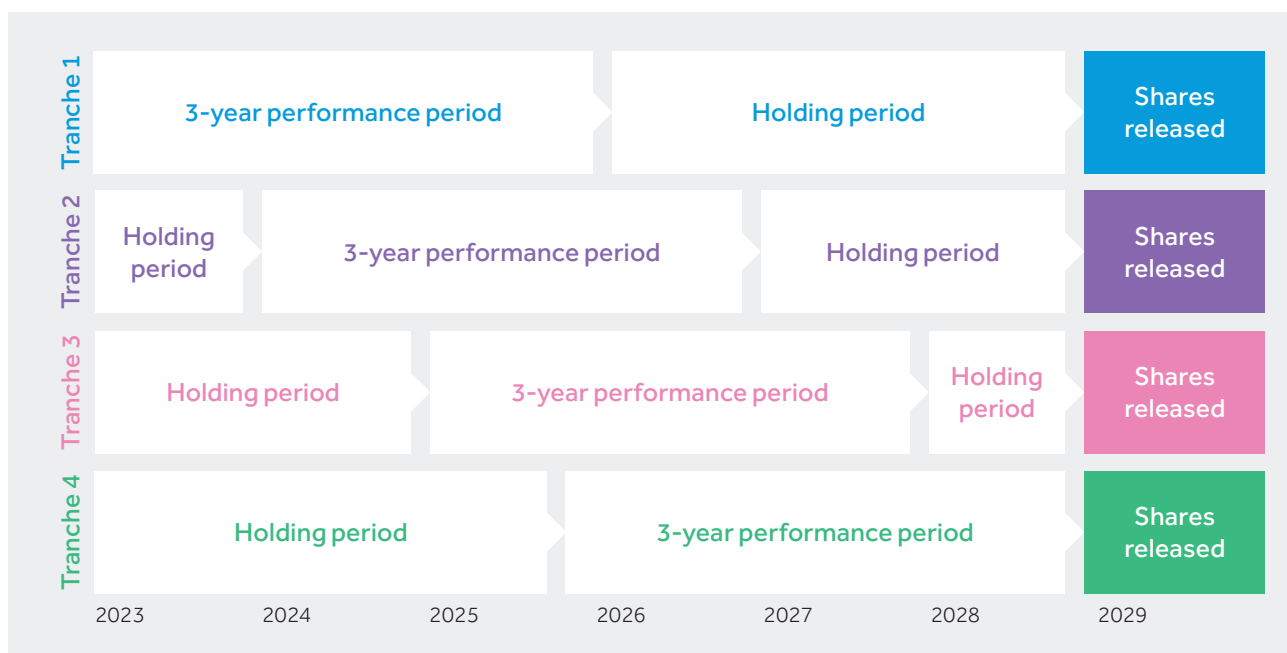 Tranche 1
3-year performance period
Holding period
Shares
released
Tranche 2
Holding
period
3-year performance period
Holding period
Shares
released
Tranche 3
Holding period
3-year performance period
Holding
period
Shares
released
Tranche 4
Holding period
3-year performance period
Shares
released
2023 2024 2025 2026 2027 2028 2029